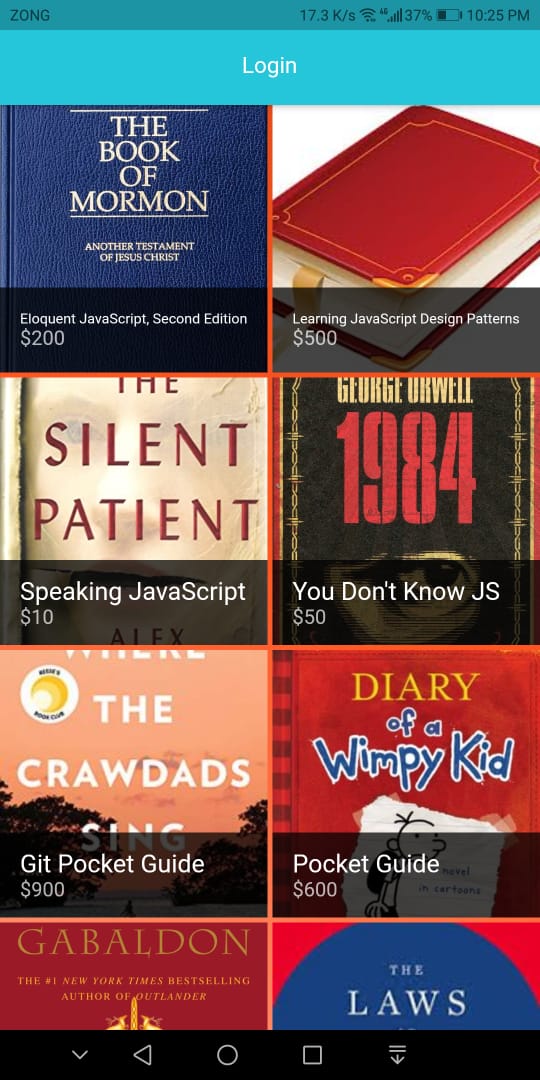 ZONG 17.3 K/s 4G 37% 10:25 PM
Login
THE
BOOK
OF
MORMON
ANOTHER TESTAMENT
OF JESUS CHRIST
Eloquent JavaScript, Second Edition
$200
Learning JavaScript Design Patterns
$500
THE
SILENT
PATIENT
Speaking JavaScript
$10
ALEX
GEORGE ORWELL
1984
You Don't Know JS
$50
REESE'S
BOOK CLUB
WHERE
THE
CRAWDADS
SING
Git Pocket Guide
$900
DIARY
of a
Wimpy Kid
Pocket Guide
$600
novel
in cartoons
GABALDON
THE #1 NEW YORK TIMES BESTSELLING
AUTHOR OF OUTLANDER
THE
LAWS